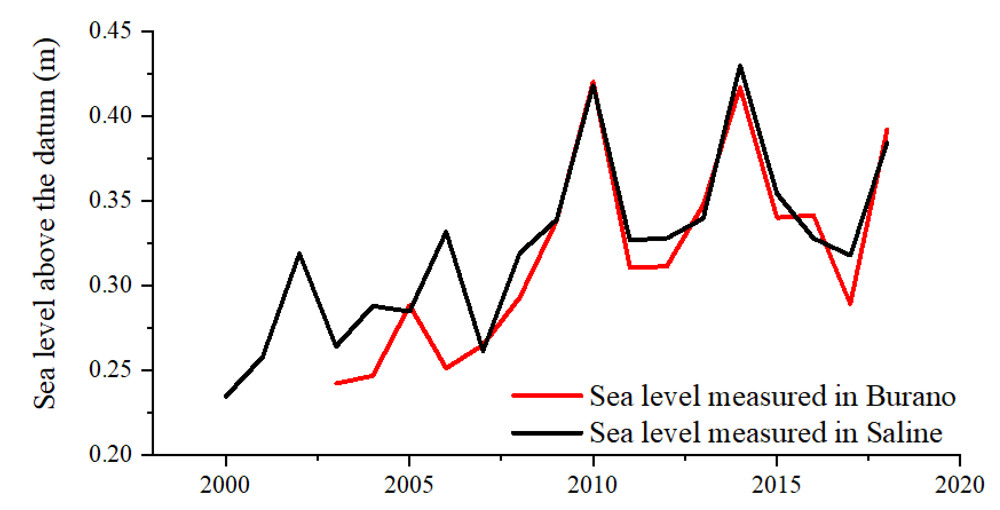 Sea level above the datum (m)
0.45
0.40
0.35
0.30
0.25
0.20
Sea level measured in Burano
Sea level measured in Saline
2000 2005 2010 2015 2020